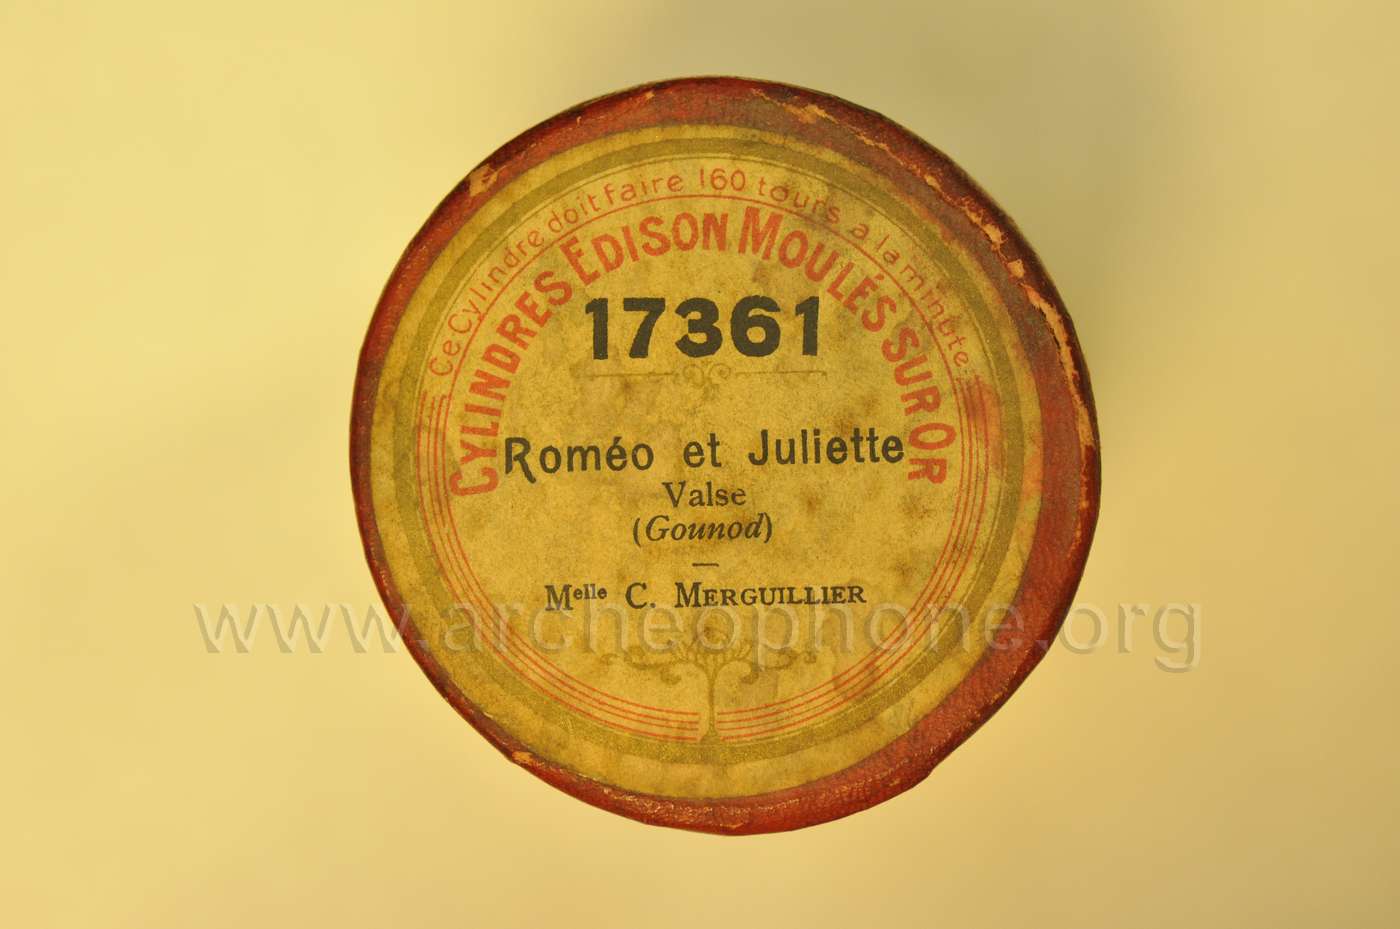 Ce Cylindre doit faire 160 tours a la minute.
CYLINDRES EDISON MOULÉS SUR OR
17361
Roméo et Juliette
Valse
(Gounod)
Melle C. MERGUILLIER
www.archeophone.org